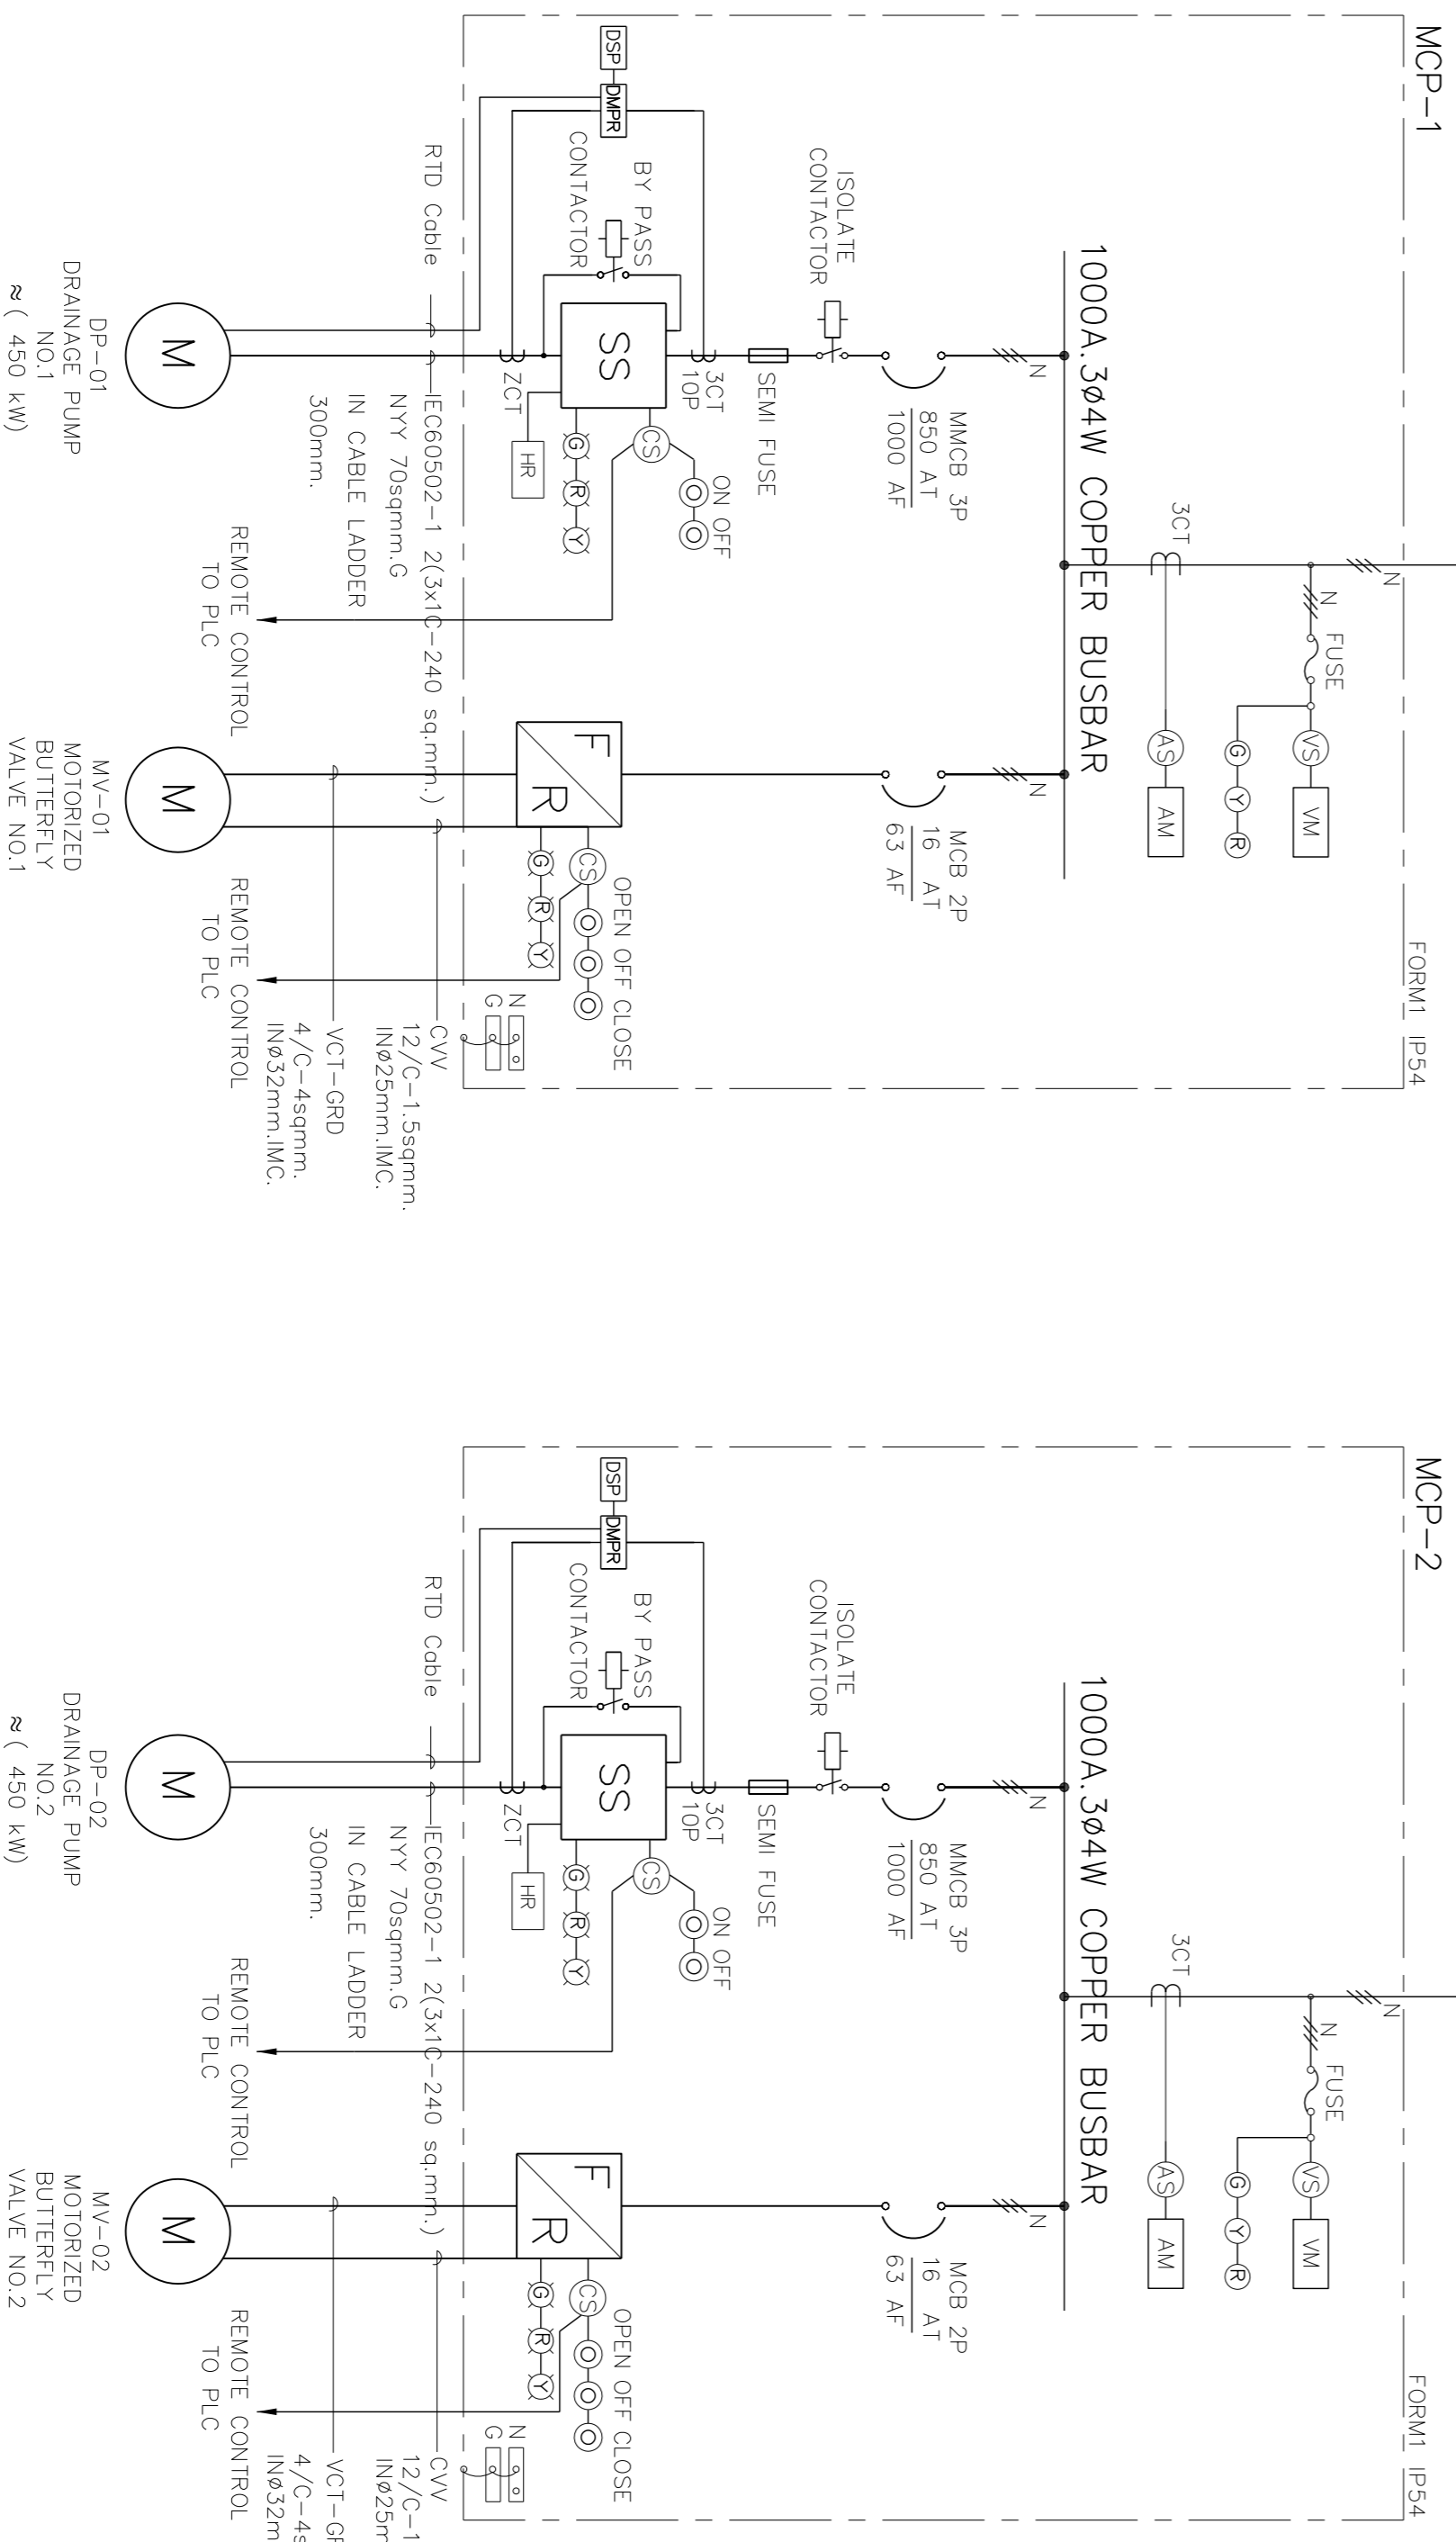 MCP-1
FORM1 IP54
N
N
FUSE
VS
VM
G
Y
R
3CT
AS
AM
1000A.3ø4W COPPER BUSBAR
N
MMCB 3P
850 AT
1000 AF
ISOLATE
CONTACTOR
SEMI FUSE
3CT
10P
DSP
DMPR
BY PASS
CONTACTOR
SS
CS
ON OFF
G
R
Y
HR
ZCT
RTD Cable
IEC60502-1 2(3x1C-240 sq.mm.)
NYY 70sqmm.G
IN CABLE LADDER
300mm.
REMOTE CONTROL
TO PLC
M
DP-01
DRAINAGE PUMP
NO.1
≈( 450 kW)
N
MCB 2P
16 AT
63 AF
F
R
CS
OPEN OFF CLOSE
G
R
Y
N
G
CVV
12/C-1.5sqmm.
INø25mm.IMC.
VCT-GRD
4/C-4sqmm.
INø32mm.IMC.
REMOTE CONTROL
TO PLC
M
MV-01
MOTORIZED
BUTTERFLY
VALVE NO.1
MCP-2
FORM1 IP54
N
N
FUSE
VS
VM
G
Y
R
3CT
AS
AM
1000A.3ø4W COPPER BUSBAR
N
MMCB 3P
850 AT
1000 AF
ISOLATE
CONTACTOR
SEMI FUSE
3CT
10P
DSP
DMPR
BY PASS
CONTACTOR
SS
CS
ON OFF
G
R
Y
HR
ZCT
RTD Cable
IEC60502-1 2(3x1C-240 sq.mm.)
NYY 70sqmm.G
IN CABLE LADDER
300mm.
REMOTE CONTROL
TO PLC
M
DP-02
DRAINAGE PUMP
NO.2
≈( 450 kW)
N
MCB 2P
16 AT
63 AF
F
R
CS
OPEN OFF CLOSE
G
R
Y
N
G
CVV
12/C-1
INø25m
VCT-G
4/C-4s
INø32m
REMOTE CONTROL
TO PLC
M
MV-02
MOTORIZED
BUTTERFLY
VALVE NO.2